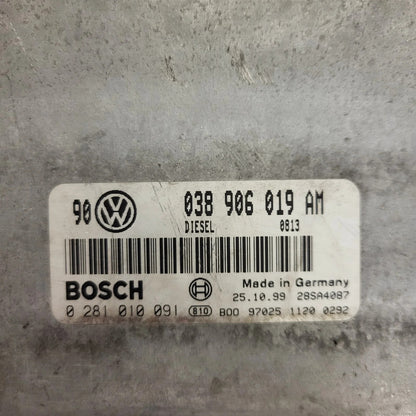 90 VW 038 906 019 AM
DIESEL 0813
BOSCH Made in Germany
25.10.99 28SA4087
0 281 010 091 810 B00 97025 1120 0292